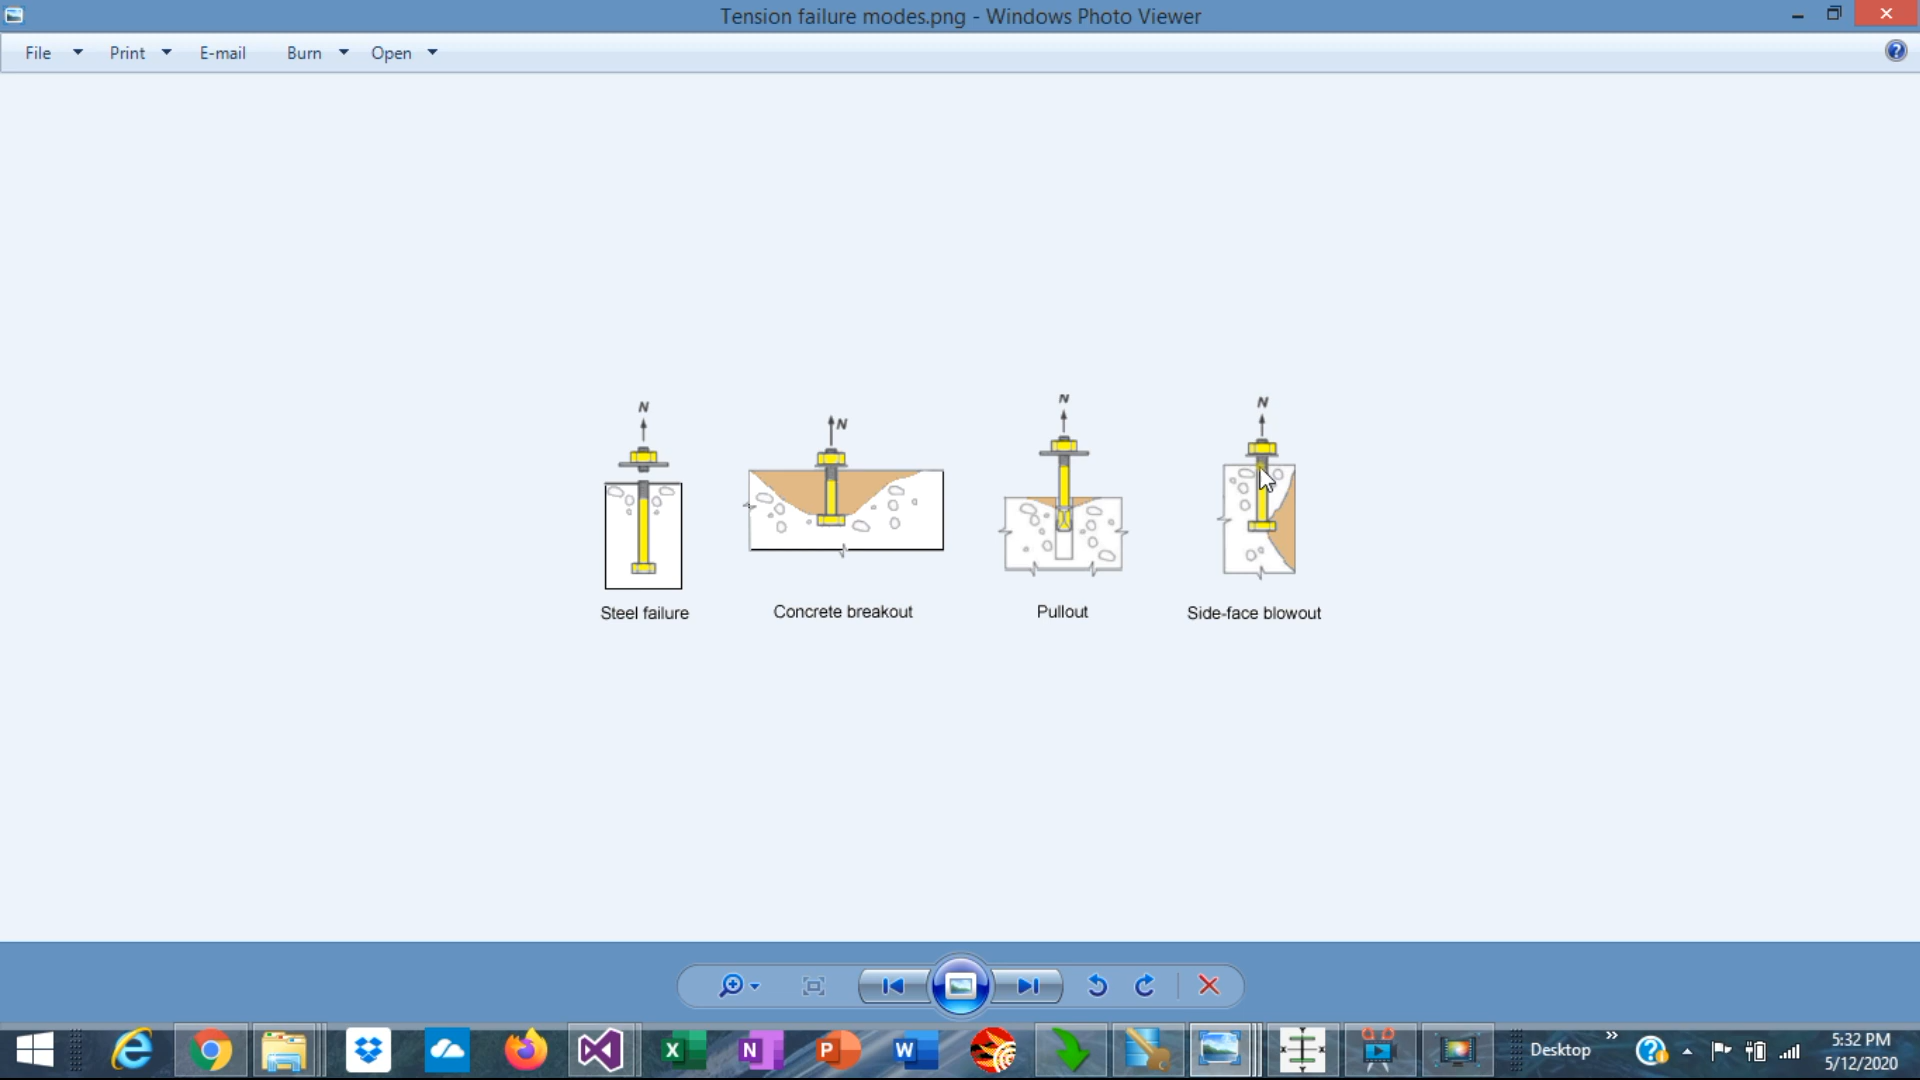 Tension failure modes.png - Windows Photo Viewer
File Print E-mail Burn Open
N N N N
Steel failure Concrete breakout Pullout Side-face blowout
Desktop
5:32 PM
5/12/2020